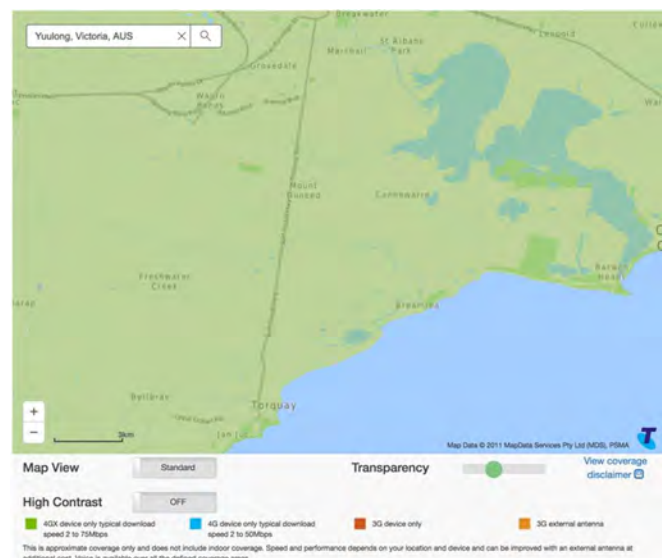 Breakwater
Yuulong, Victoria, AUS
St Albans
Park
Marshall
Leopold
Grovedale
Waurn
Ponds
Mount
Duneed
Connewarre
Freshwater
Creek
Barwon
Heads
Breamlea
Bellbrae
Torquay
Jan Juc
+
−
3km
Map Data © 2011 MapData Services Pty Ltd (MDS), PSMA
Map View
Standard
Transparency
View coverage
disclaimer
High Contrast
OFF
4GX device only typical download
speed 2 to 75Mbps
4G device only typical download
speed 2 to 50Mbps
3G device only
3G external antenna
This is approximate coverage only and does not include indoor coverage. Speed and performance depends on your location and device and can be improved with an external antenna at